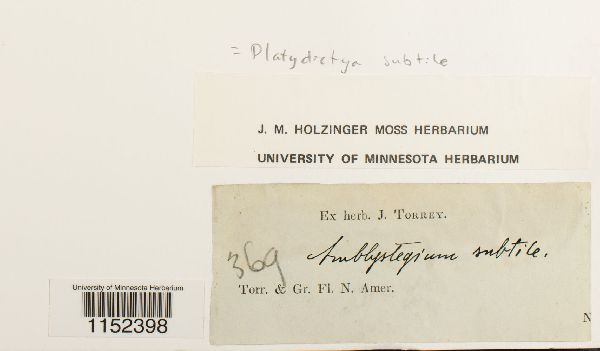 = Platydictya subtile
J. M. HOLZINGER MOSS HERBARIUM
UNIVERSITY OF MINNESOTA HERBARIUM
Ex herb. J. TORREY.
369
Amblystegium subtile.
Torr. & Gr. Fl. N. Amer.
N
University of Minnesota Herbarium
1152398